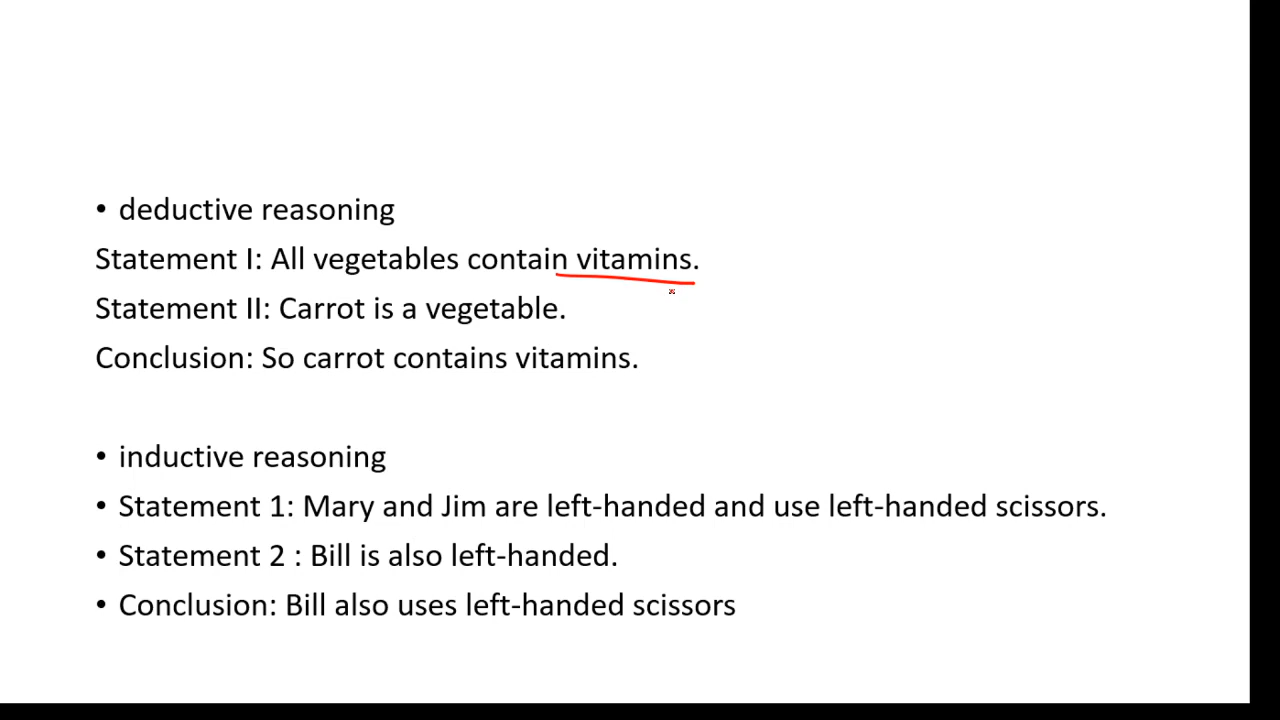 • deductive reasoning
Statement I: All vegetables contain vitamins.
Statement II: Carrot is a vegetable.
Conclusion: So carrot contains vitamins.
• inductive reasoning
• Statement 1: Mary and Jim are left-handed and use left-handed scissors.
• Statement 2 : Bill is also left-handed.
• Conclusion: Bill also uses left-handed scissors